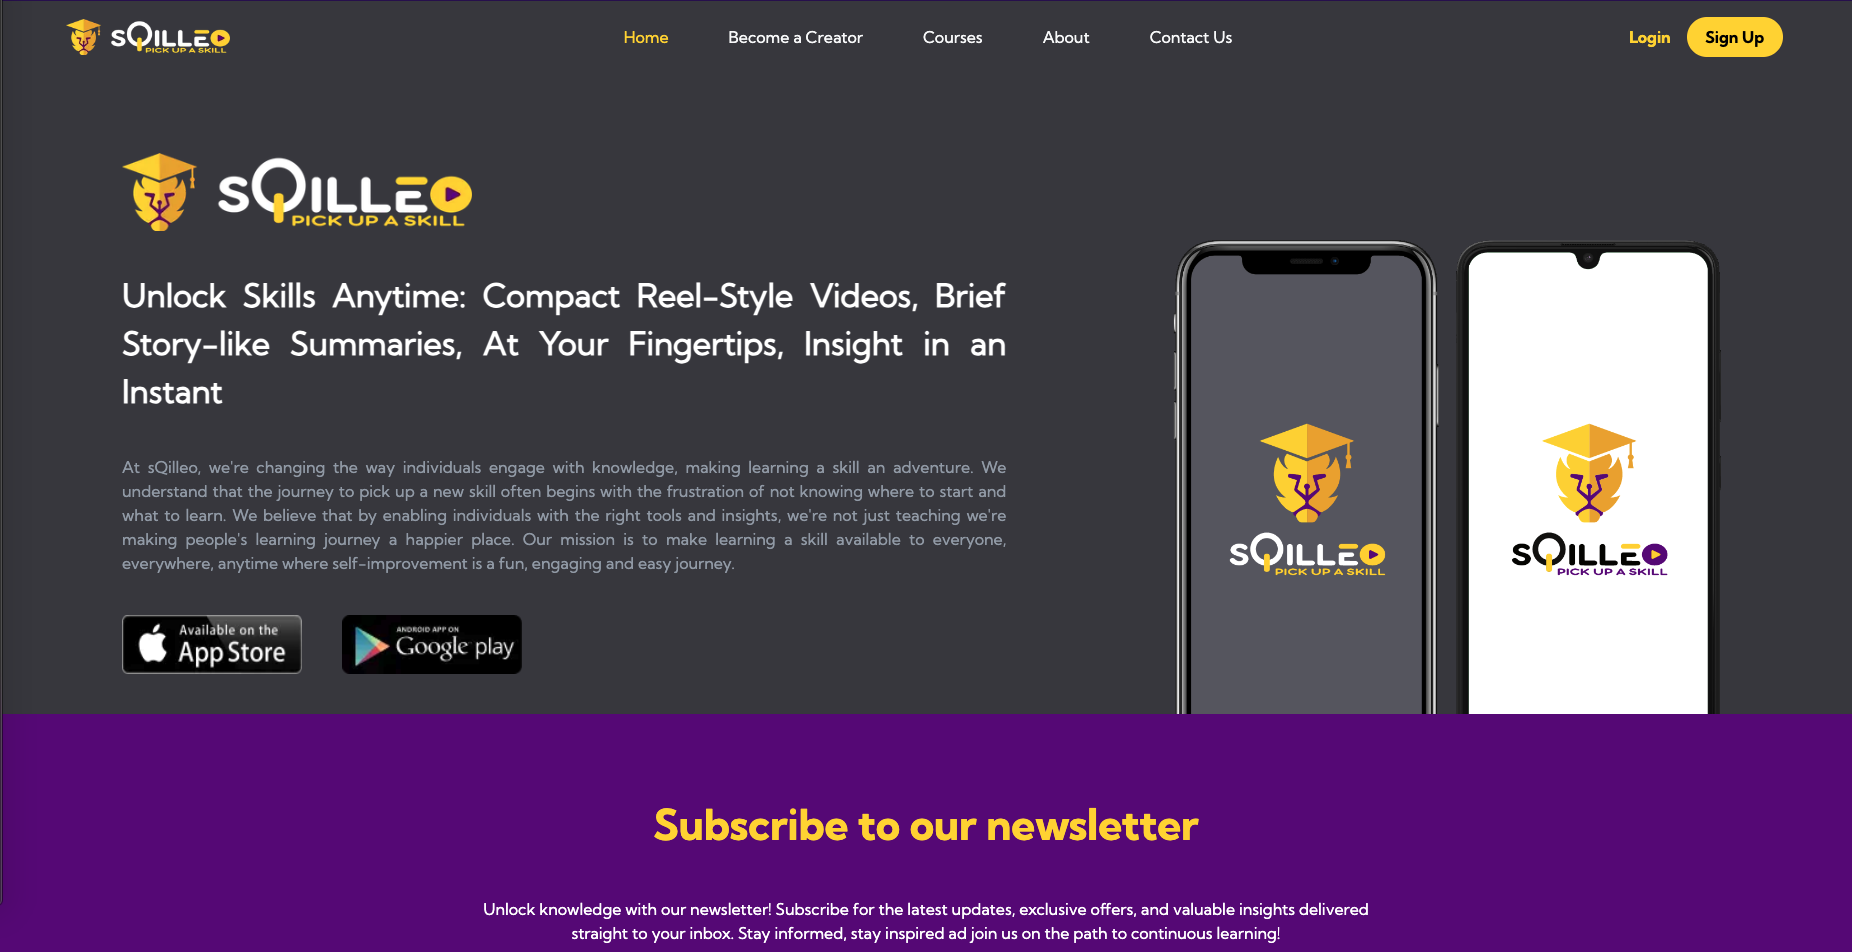 sQILLEO
PICK UP A SKILL
Home
Become a Creator
Courses
About
Contact Us
Login
Sign Up
sQILLEO
PICK UP A SKILL
Unlock Skills Anytime: Compact Reel-Style Videos, Brief
Story-like Summaries, At Your Fingertips, Insight in an
Instant
At sQilleo, we're changing the way individuals engage with knowledge, making learning a skill an adventure. We
understand that the journey to pick up a new skill often begins with the frustration of not knowing where to start and
what to learn. We believe that by enabling individuals with the right tools and insights, we're not just teaching we're
making people's learning journey a happier place. Our mission is to make learning a skill available to everyone,
everywhere, anytime where self-improvement is a fun, engaging and easy journey.
Available on the
App Store
ANDROID APP ON
Google play
sQILLEO
PICK UP A SKILL
sQILLEO
PICK UP A SKILL
Subscribe to our newsletter
Unlock knowledge with our newsletter! Subscribe for the latest updates, exclusive offers, and valuable insights delivered
straight to your inbox. Stay informed, stay inspired ad join us on the path to continuous learning!